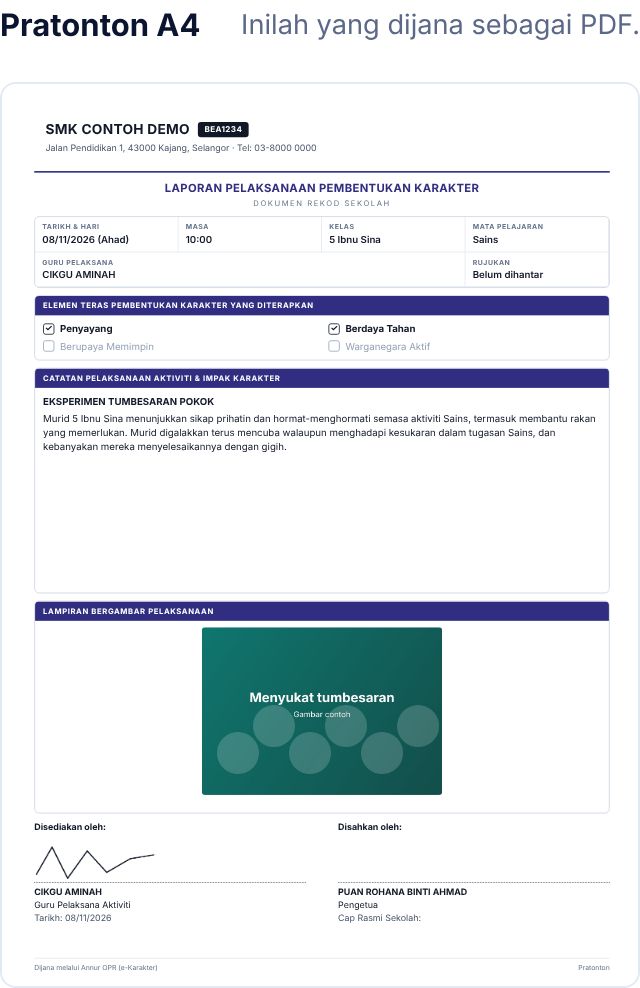 Pratonton A4 Inilah yang dijana sebagai PDF.
SMK CONTOH DEMO BEA1234
Jalan Pendidikan 1, 43000 Kajang, Selangor · Tel: 03-8000 0000
LAPORAN PELAKSANAAN PEMBENTUKAN KARAKTER
DOKUMEN REKOD SEKOLAH
TARIKH & HARI MASA KELAS MATA PELAJARAN
08/11/2026 (Ahad) 10:00 5 Ibnu Sina Sains
GURU PELAKSANA RUJUKAN
CIKGU AMINAH Belum dihantar
ELEMEN TERAS PEMBENTUKAN KARAKTER YANG DITERAPKAN
Penyayang Berdaya Tahan
Berupaya Memimpin Warganegara Aktif
CATATAN PELAKSANAAN AKTIVITI & IMPAK KARAKTER
EKSPERIMEN TUMBESARAN POKOK
Murid 5 Ibnu Sina menunjukkan sikap prihatin dan hormat-menghormati semasa aktiviti Sains, termasuk membantu rakan
yang memerlukan. Murid digalakkan terus mencuba walaupun menghadapi kesukaran dalam tugasan Sains, dan
kebanyakan mereka menyelesaikannya dengan gigih.
LAMPIRAN BERGAMBAR PELAKSANAAN
Menyukat tumbesaran
Gambar contoh
Disediakan oleh: Disahkan oleh:
CIKGU AMINAH PUAN ROHANA BINTI AHMAD
Guru Pelaksana Aktiviti Pengetua
Tarikh: 08/11/2026 Cap Rasmi Sekolah:
Dijana melalui Annur OPR (e-Karakter) Pratonton